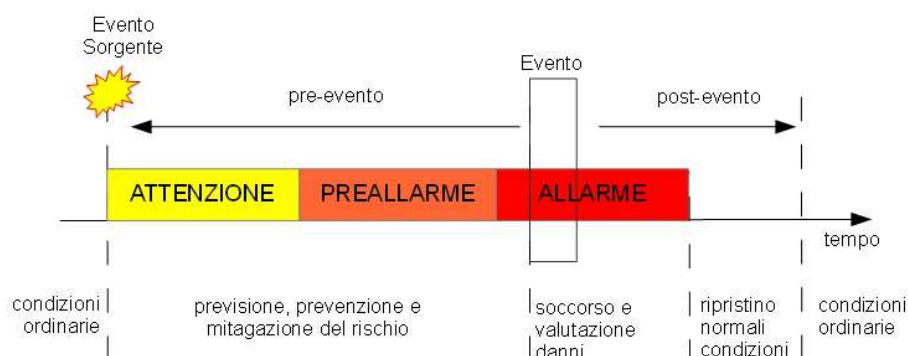 Evento
Sorgente
Evento
pre-evento
post-evento
ATTENZIONE
PREALLARME
ALLARME
tempo
condizioni
ordinarie
previsione, prevenzione e
mitagazione del rischio
soccorso e
valutazione
danni
ripristino
normali
condizioni
condizioni
ordinarie